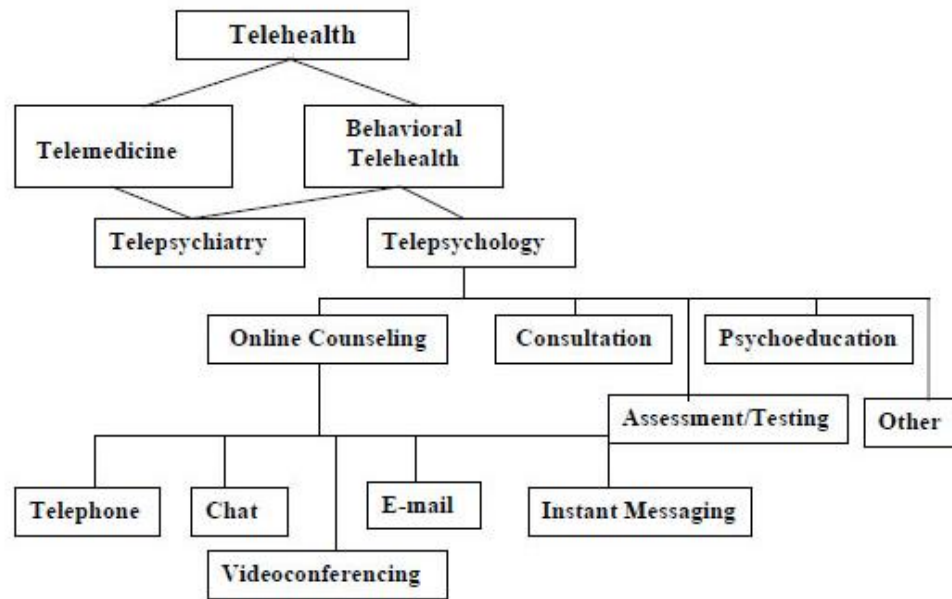 Telehealth
Telemedicine
Behavioral
Telehealth
Telepsychiatry
Telepsychology
Online Counseling
Consultation
Psychoeducation
Assessment/Testing
Other
Telephone
Chat
E-mail
Instant Messaging
Videoconferencing